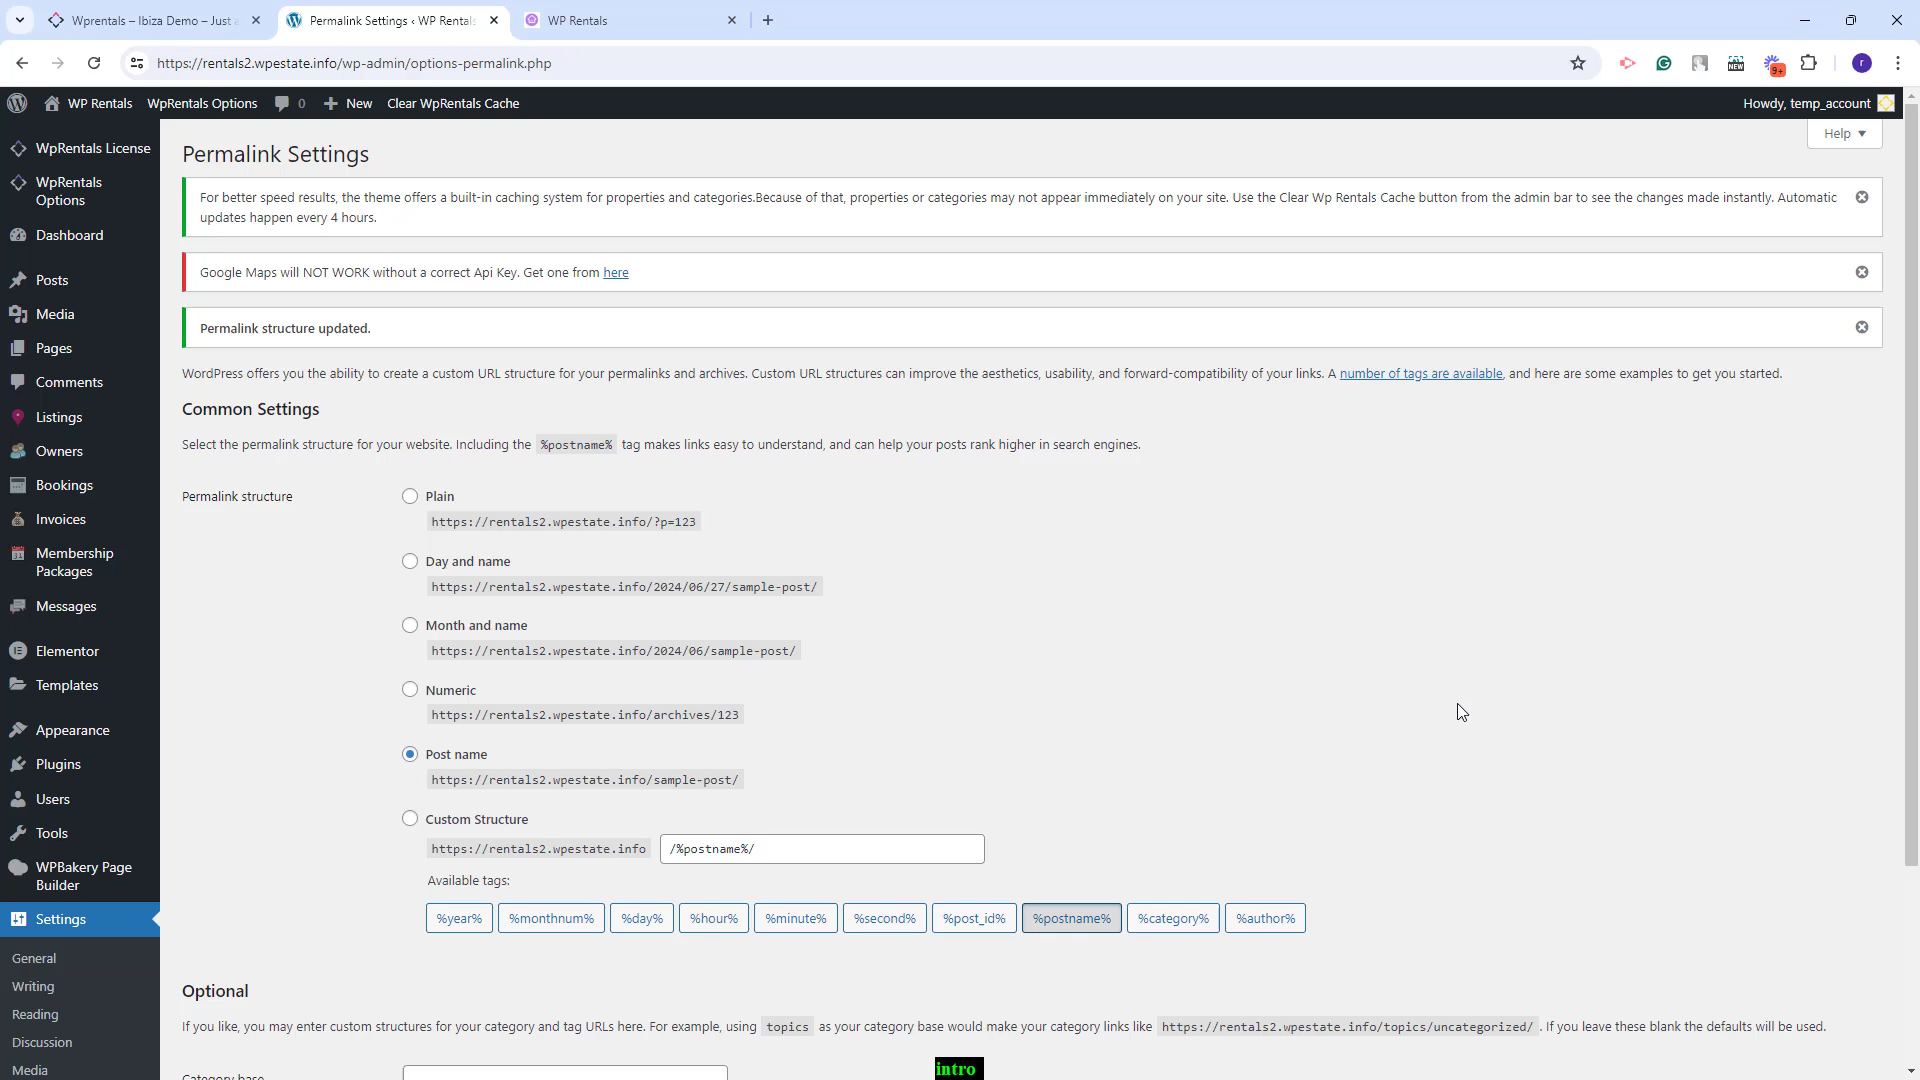 Wprentals – Ibiza Demo – Just a
Permalink Settings ‹ WP Rentals
WP Rentals
https://rentals2.wpestate.info/wp-admin/options-permalink.php
NEW
9+
r
WP Rentals
WpRentals Options
0
New
Clear WpRentals Cache
Howdy, temp_account
WpRentals License
WpRentals
Options
Dashboard
Posts
Media
Pages
Comments
Listings
Owners
Bookings
Invoices
Membership
Packages
Messages
Elementor
Templates
Appearance
Plugins
Users
Tools
WPBakery Page
Builder
Settings
General
Writing
Reading
Discussion
Media
Help
Permalink Settings
For better speed results, the theme offers a built-in caching system for properties and categories.Because of that, properties or categories may not appear immediately on your site. Use the Clear Wp Rentals Cache button from the admin bar to see the changes made instantly. Automatic
updates happen every 4 hours.
Google Maps will NOT WORK without a correct Api Key. Get one from here
Permalink structure updated.
WordPress offers you the ability to create a custom URL structure for your permalinks and archives. Custom URL structures can improve the aesthetics, usability, and forward-compatibility of your links. A number of tags are available, and here are some examples to get you started.
Common Settings
Select the permalink structure for your website. Including the %postname% tag makes links easy to understand, and can help your posts rank higher in search engines.
Permalink structure
Plain
https://rentals2.wpestate.info/?p=123
Day and name
https://rentals2.wpestate.info/2024/06/27/sample-post/
Month and name
https://rentals2.wpestate.info/2024/06/sample-post/
Numeric
https://rentals2.wpestate.info/archives/123
Post name
https://rentals2.wpestate.info/sample-post/
Custom Structure
https://rentals2.wpestate.info /%postname%/
Available tags:
%year% %monthnum% %day% %hour% %minute% %second% %post_id% %postname% %category% %author%
Optional
If you like, you may enter custom structures for your category and tag URLs here. For example, using topics as your category base would make your category links like https://rentals2.wpestate.info/topics/uncategorized/ . If you leave these blank the defaults will be used.
Category base
intro